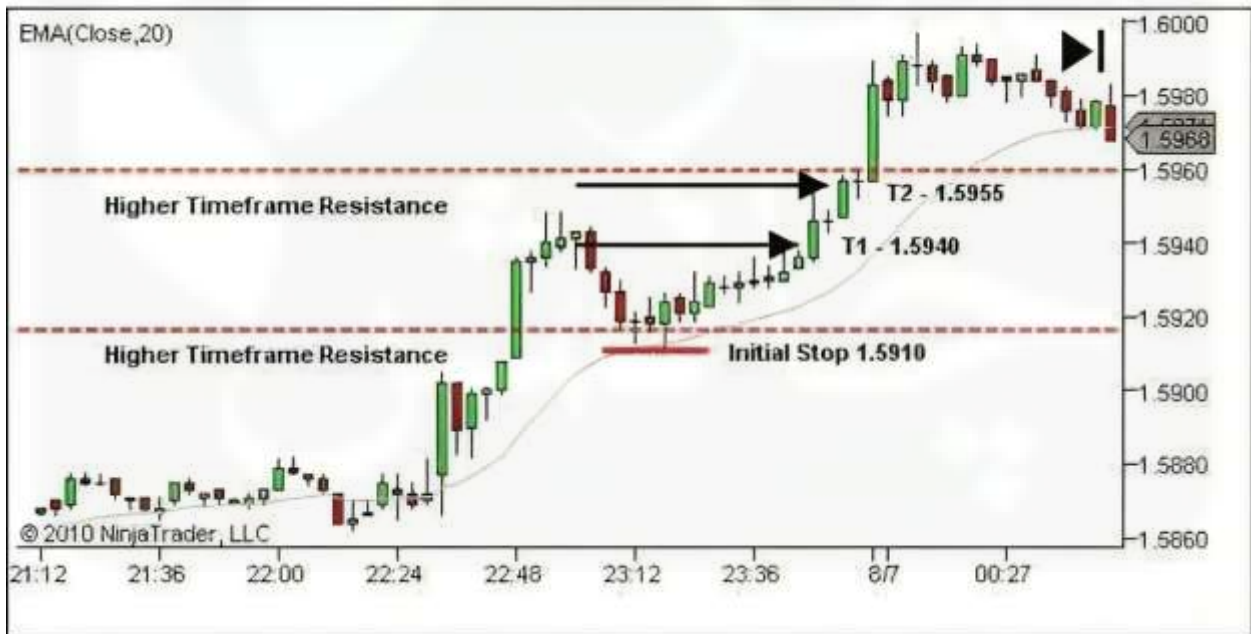 EMA(Close,20)
1.6000
1.5980
1.5968
1.5960
Higher Timeframe Resistance
T2 - 1.5955
1.5940
T1 - 1.5940
1.5920
Higher Timeframe Resistance
Initial Stop 1.5910
1.5900
1.5880
© 2010 NinjaTrader, LLC
1.5860
21:12 21:36 22:00 22:24 22:48 23:12 23:36 8/7 00:27